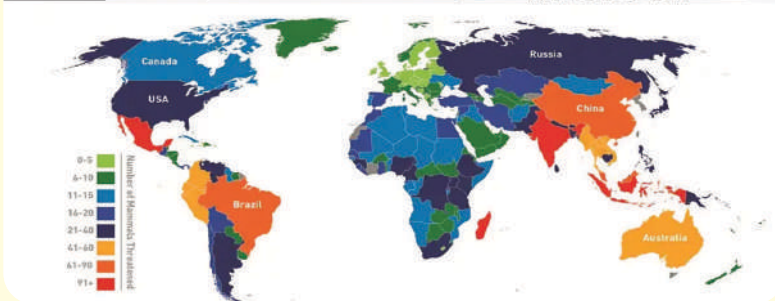 Canada
USA
Russia
China
Brazil
Australia
Number of Mammals Threatened
0-5
6-10
11-15
16-20
21-40
41-60
61-90
91+